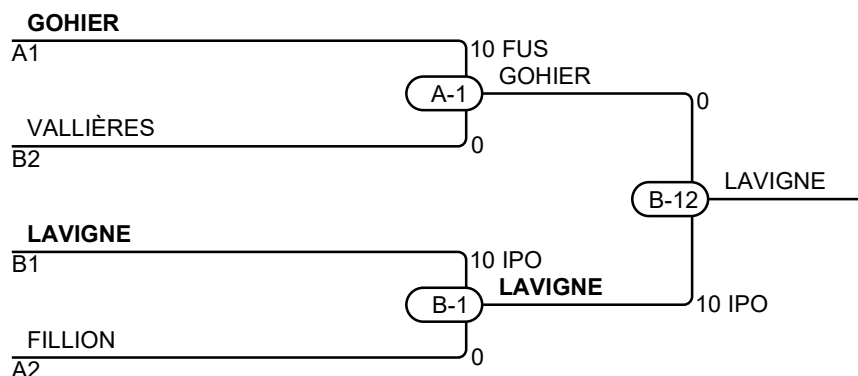 GOHIER
A1
10 FUS
A-1
GOHIER
VALLIÈRES
B2
0
0
B-12
LAVIGNE
LAVIGNE
B1
10 IPO
B-1
LAVIGNE
10 IPO
FILLION
A2
0